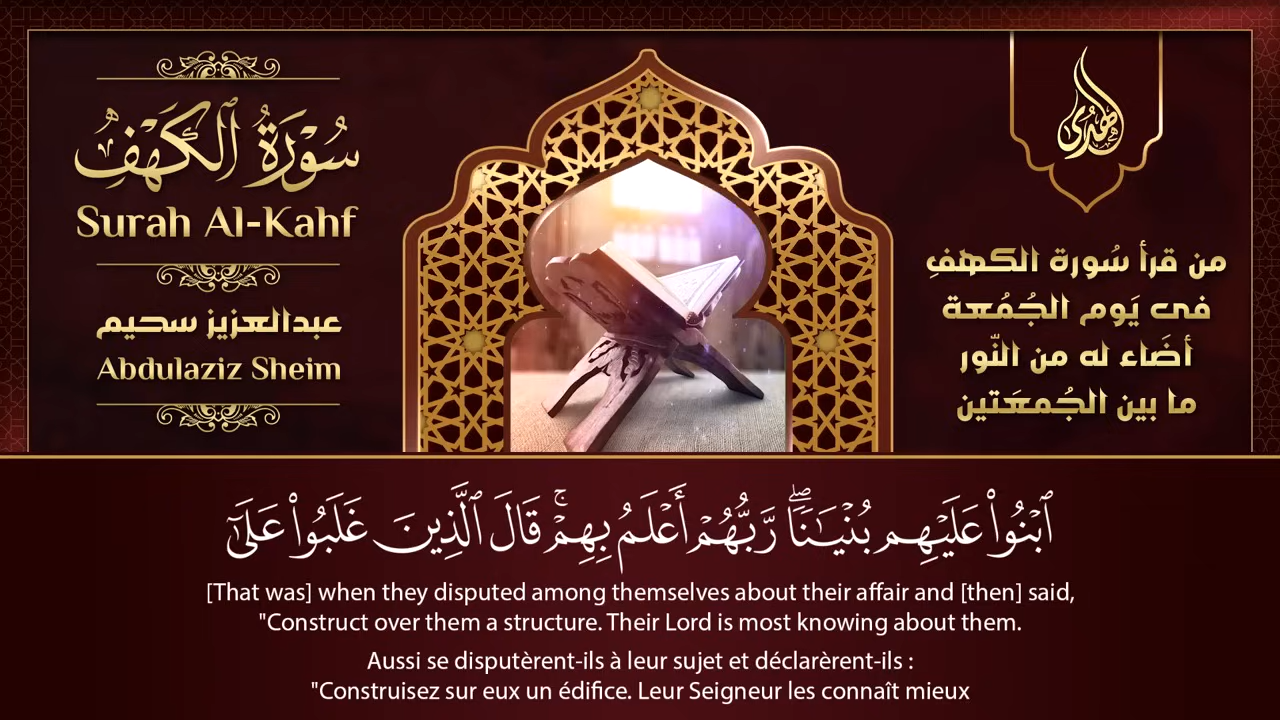 سُورَةُ ٱلْكَهْفِ
Surah Al-Kahf
عبدالعزيز سحيم
Abdulaziz Sheim
الهُدى
من قرأ سُورة الكهفِ
فى يَوم الجُمُعة
أضَاء له من النّور
ما بين الجُمعَتين
ٱبْنُوا۟ عَلَيْهِم بُنْيَـٰنًا ۖ رَّبُّهُمْ أَعْلَمُ بِهِمْ ۚ قَالَ ٱلَّذِينَ غَلَبُوا۟ عَلَىٰٓ
[That was] when they disputed among themselves about their affair and [then] said,
"Construct over them a structure. Their Lord is most knowing about them.
Aussi se disputèrent-ils à leur sujet et déclarèrent-ils :
"Construisez sur eux un édifice. Leur Seigneur les connaît mieux